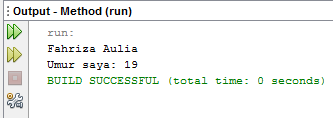 Output - Method (run)
run:
Fahriza Aulia
Umur saya: 19
BUILD SUCCESSFUL (total time: 0 seconds)